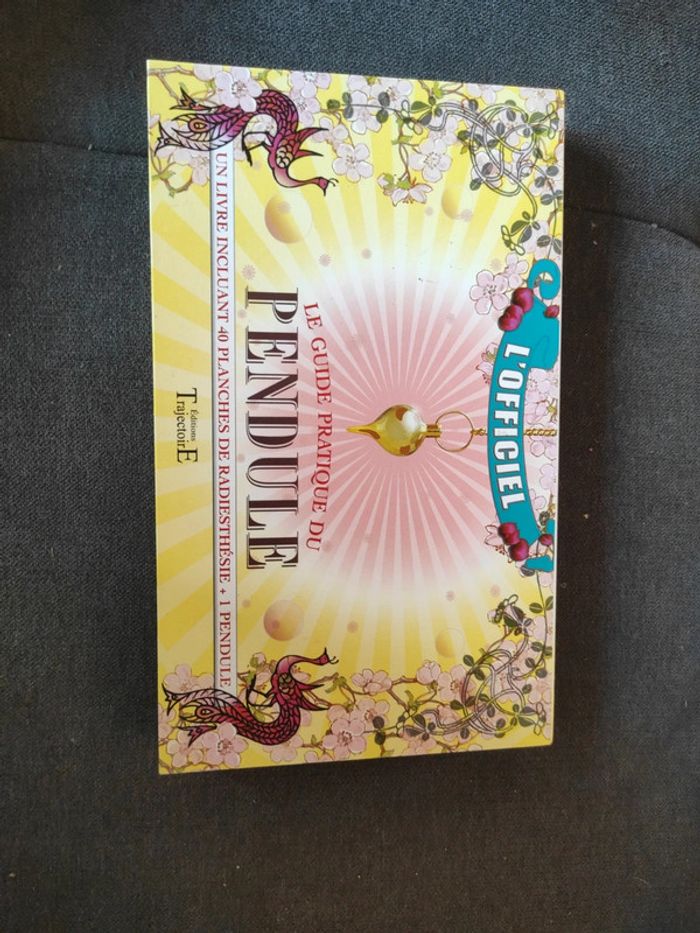 L'OFFICIEL
LE GUIDE PRATIQUE DU
PENDULE
UN LIVRE INCLUANT 40 PLANCHES DE RADIESTHÉSIE + 1 PENDULE
Éditions
TrajectoirE